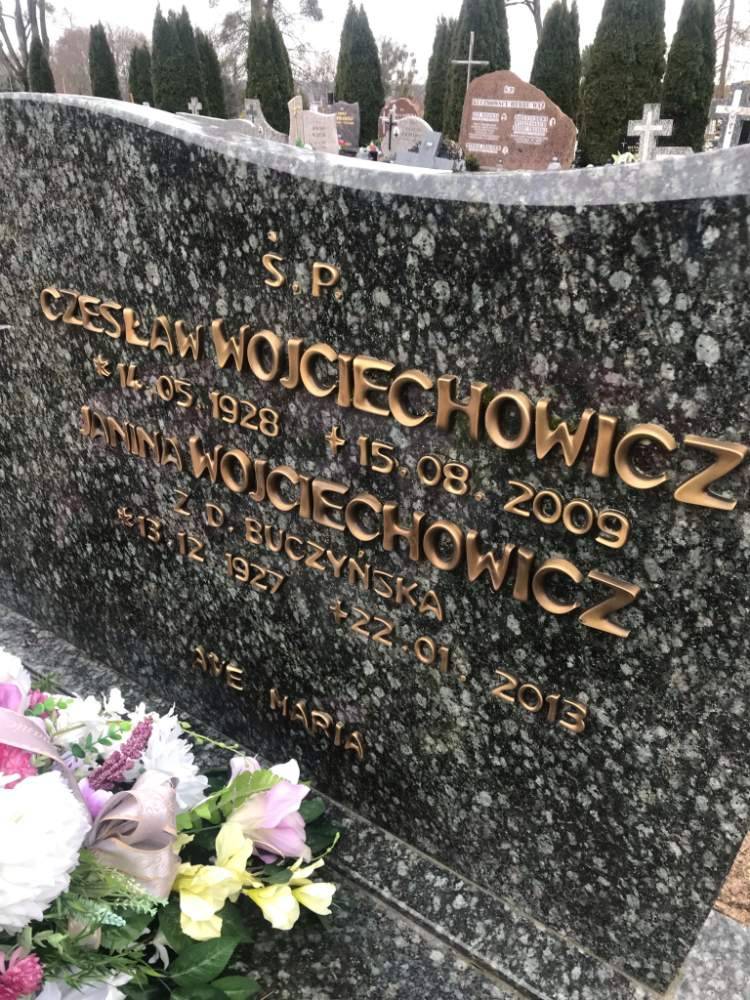 Ś.P.
CZESŁAW WOJCIECHOWICZ
*14.05.1928 +15.08.2009
JANINA WOJCIECHOWICZ
Z D. BUCZYŃSKA
*13.12.1927 +22.01.2013
AVE MARIA